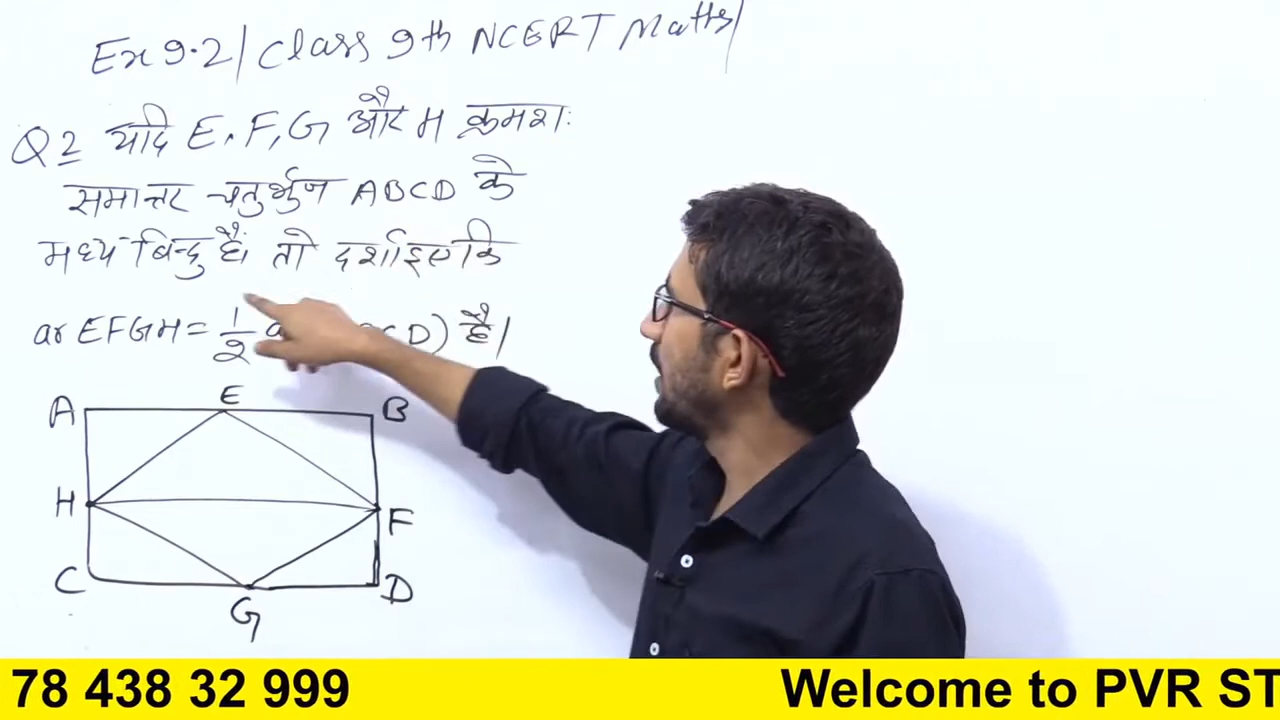 Ex 9.2/ Class 9th NCERT Maths/
Q2 यदि E, F, G और H क्रमशः
समान्तर चतुर्भुज ABCD के
मध्य बिन्दु है। तो दर्शाइए कि
ar EFGH = 1/2 a CD) है।
A E B
H F
C G D
78 438 32 999 Welcome to PVR ST